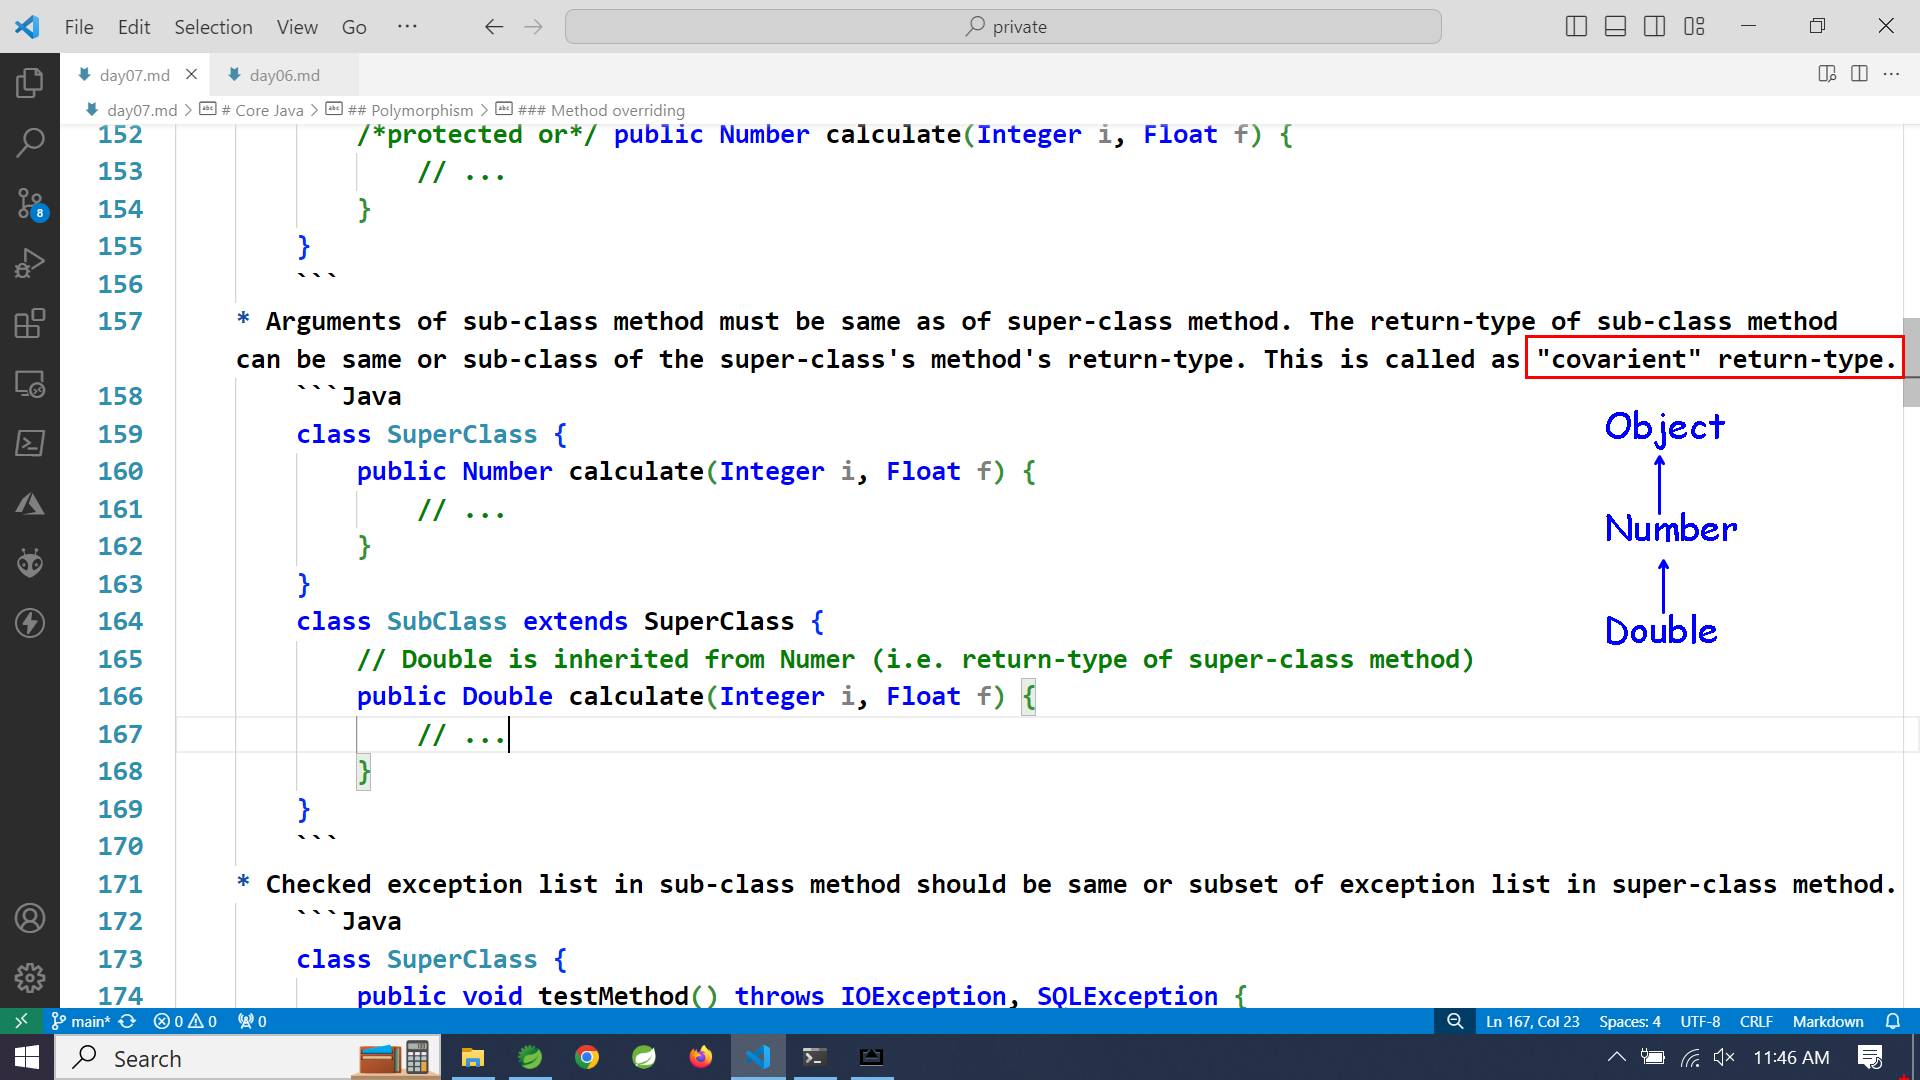 File Edit Selection View Go ··· private
day07.md day06.md
day07.md > # Core Java > ## Polymorphism > ### Method overriding
152 /*protected or*/ public Number calculate(Integer i, Float f) {
153 // ...
154 }
155 }
156 ```
157 * Arguments of sub-class method must be same as of super-class method. The return-type of sub-class method
can be same or sub-class of the super-class's method's return-type. This is called as "covarient" return-type.
158 ```Java
Object
159 class SuperClass {
160 public Number calculate(Integer i, Float f) {
161 // ...
Number
162 }
163 }
164 class SubClass extends SuperClass {
Double
165 // Double is inherited from Numer (i.e. return-type of super-class method)
166 public Double calculate(Integer i, Float f) {
167 // ...
168 }
169 }
170 ```
171 * Checked exception list in sub-class method should be same or subset of exception list in super-class method.
172 ```Java
173 class SuperClass {
174 public void testMethod() throws IOException, SQLException {
8
main* 0 0 0 Ln 167, Col 23 Spaces: 4 UTF-8 CRLF Markdown
Search 11:46 AM